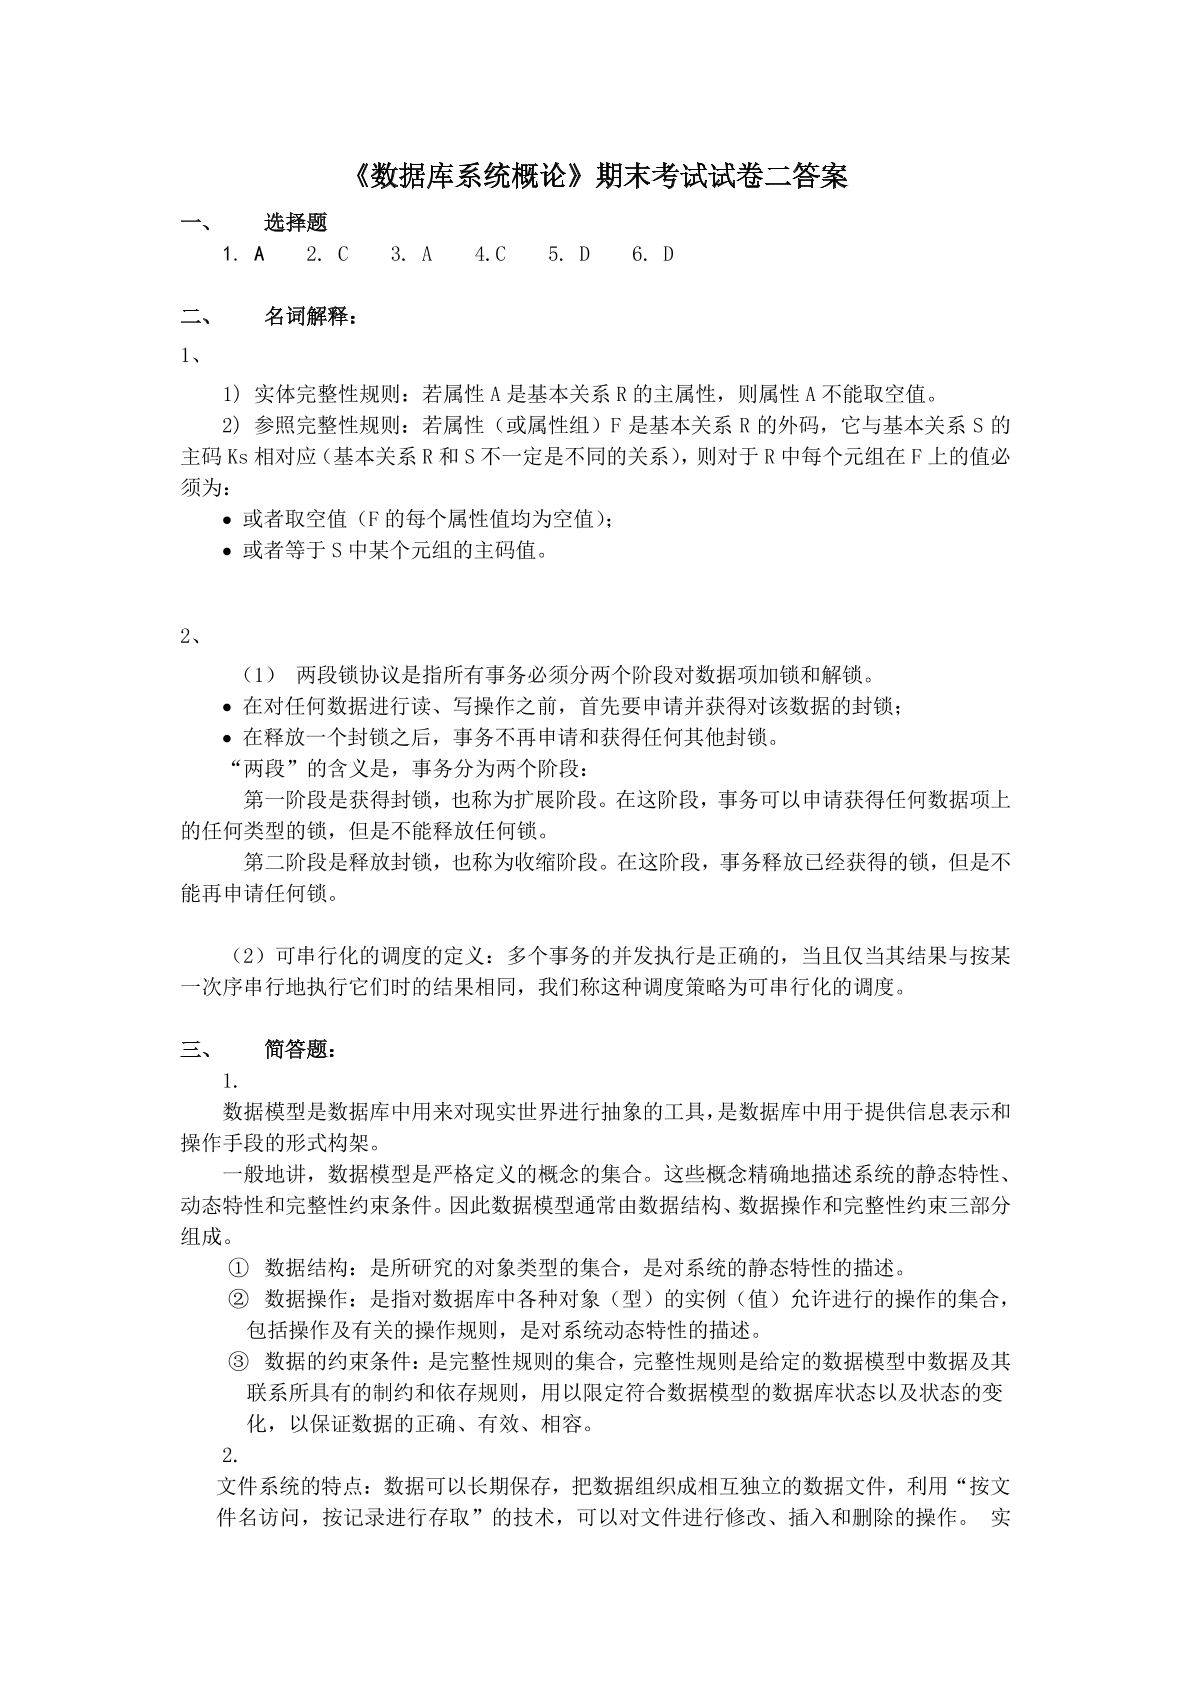 《数据库系统概论》期末考试试卷二答案
一、 选择题
1. A 2. C 3. A 4.C 5. D 6. D
二、 名词解释：
1、
1) 实体完整性规则：若属性 A 是基本关系 R 的主属性，则属性 A 不能取空值。
2) 参照完整性规则：若属性（或属性组）F 是基本关系 R 的外码，它与基本关系 S 的
主码 Ks 相对应（基本关系 R 和 S 不一定是不同的关系），则对于 R 中每个元组在 F 上的值必
须为：
• 或者取空值（F 的每个属性值均为空值）；
• 或者等于 S 中某个元组的主码值。
2、
（1） 两段锁协议是指所有事务必须分两个阶段对数据项加锁和解锁。
• 在对任何数据进行读、写操作之前，首先要申请并获得对该数据的封锁；
• 在释放一个封锁之后，事务不再申请和获得任何其他封锁。
“两段”的含义是，事务分为两个阶段：
第一阶段是获得封锁，也称为扩展阶段。在这阶段，事务可以申请获得任何数据项上
的任何类型的锁，但是不能释放任何锁。
第二阶段是释放封锁，也称为收缩阶段。在这阶段，事务释放已经获得的锁，但是不
能再申请任何锁。
（2）可串行化的调度的定义：多个事务的并发执行是正确的，当且仅当其结果与按某
一次序串行地执行它们时的结果相同，我们称这种调度策略为可串行化的调度。
三、 简答题：
1.
数据模型是数据库中用来对现实世界进行抽象的工具，是数据库中用于提供信息表示和
操作手段的形式构架。
一般地讲，数据模型是严格定义的概念的集合。这些概念精确地描述系统的静态特性、
动态特性和完整性约束条件。因此数据模型通常由数据结构、数据操作和完整性约束三部分
组成。
① 数据结构：是所研究的对象类型的集合，是对系统的静态特性的描述。
② 数据操作：是指对数据库中各种对象（型）的实例（值）允许进行的操作的集合，
包括操作及有关的操作规则，是对系统动态特性的描述。
③ 数据的约束条件：是完整性规则的集合，完整性规则是给定的数据模型中数据及其
联系所具有的制约和依存规则，用以限定符合数据模型的数据库状态以及状态的变
化，以保证数据的正确、有效、相容。
2.
文件系统的特点：数据可以长期保存，把数据组织成相互独立的数据文件，利用“按文
件名访问，按记录进行存取”的技术，可以对文件进行修改、插入和删除的操作。 实